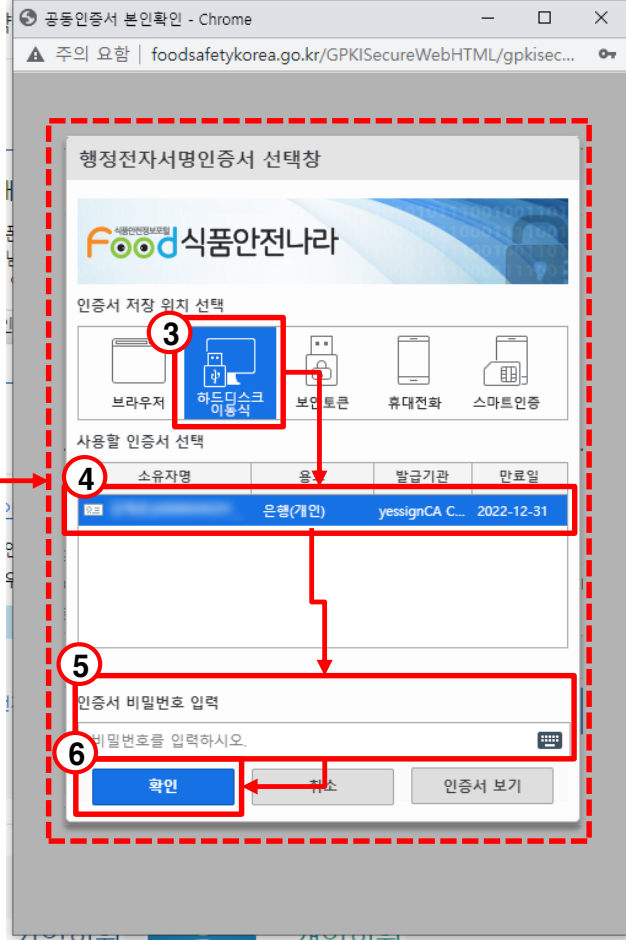 공동인증서 본인확인 - Chrome
주의 요함 | foodsafetykorea.go.kr/GPKISecureWebHTML/gpkisec...
행정전자서명인증서 선택창
식품안전정보포털
Food 식품안전나라
인증서 저장 위치 선택
③
브라우저 하드디스크 이동식 보안토큰 휴대전화 스마트인증
사용할 인증서 선택
④ 소유자명 용도 발급기관 만료일
은행(개인) yessignCA C... 2022-12-31
⑤
인증서 비밀번호 입력
비밀번호를 입력하시오.
⑥
확인 취소 인증서 보기